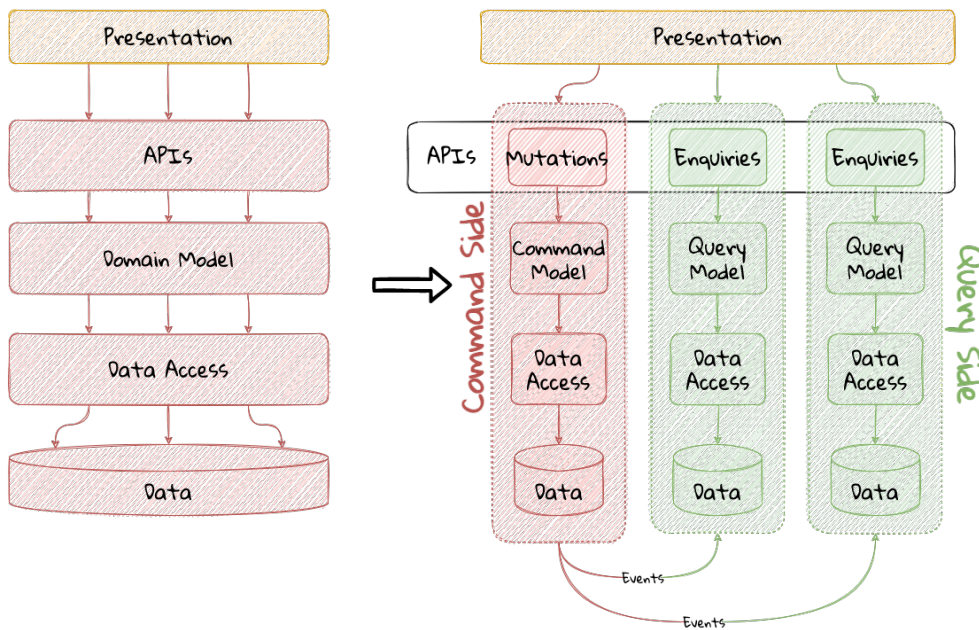 Presentation
APIs
Domain Model
Data Access
Data
Presentation
APIs
Mutations
Enquiries
Enquiries
Command Side
Command
Model
Query
Model
Query
Model
Query Side
Data
Access
Data
Access
Data
Access
Data
Data
Data
Events
Events